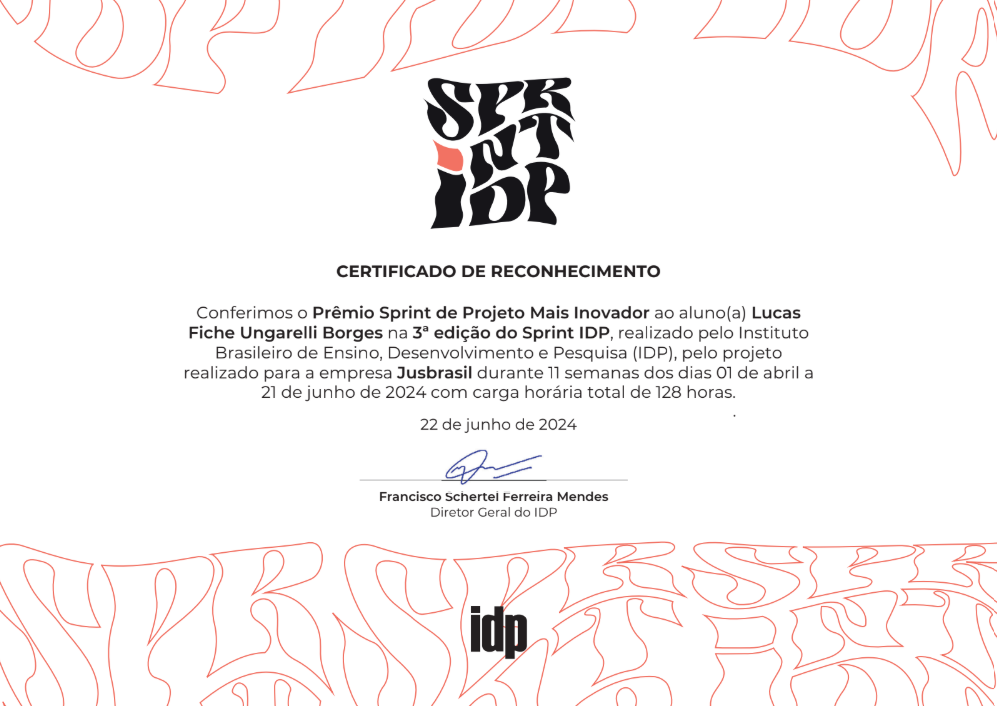 SPR
iNT
IDP
CERTIFICADO DE RECONHECIMENTO
Conferimos o Prêmio Sprint de Projeto Mais Inovador ao aluno(a) Lucas
Fiche Ungarelli Borges na 3ª edição do Sprint IDP, realizado pelo Instituto
Brasileiro de Ensino, Desenvolvimento e Pesquisa (IDP), pelo projeto
realizado para a empresa Jusbrasil durante 11 semanas dos dias 01 de abril a
21 de junho de 2024 com carga horária total de 128 horas.
22 de junho de 2024
Francisco Schertel Ferreira Mendes
Diretor Geral do IDP
idp